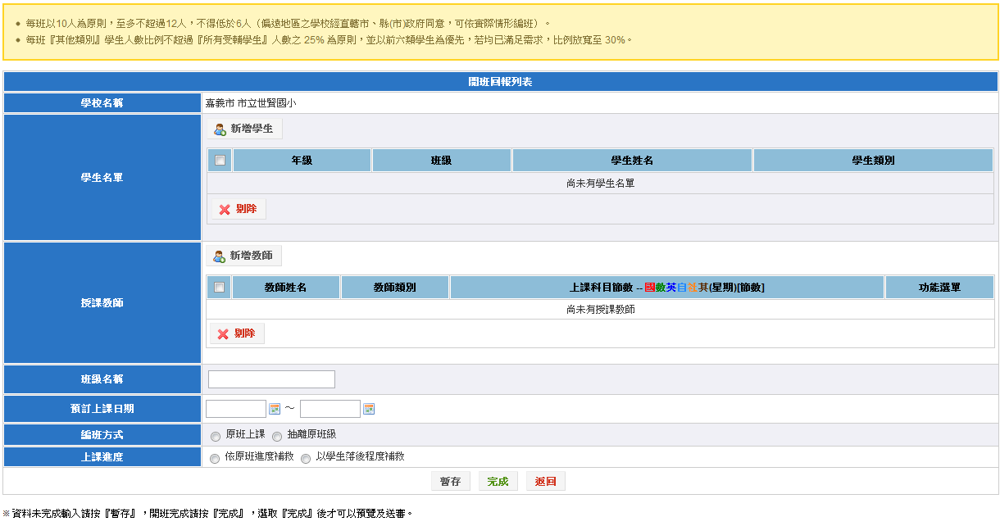 每班以10人為原則，至多不超過12人，不得低於6人（偏遠地區之學校經直轄市、縣(市)政府同意，可依實際情形編班）。
每班『其他類別』學生人數比例不超過『所有受輔學生』人數之 25% 為原則，並以前六類學生為優先，若均已滿足需求，比例放寬至 30%。
開班回報列表
學校名稱
嘉義市 市立世賢國小
學生名單
新增學生
年級 班級 學生姓名 學生類別
尚未有學生名單
剔除
授課教師
新增教師
教師姓名 教師類別 上課科目節數 -- 國數英自社其(星期)[節數] 功能選單
尚未有授課教師
剔除
班級名稱
預訂上課日期 ～
編班方式 原班上課 抽離原班級
上課進度 依原班進度補救 以學生落後程度補救
暫存 完成 返回
※ 資料未完成輸入請按『暫存』，開班完成請按『完成』，選取『完成』後才可以預覽及送審。